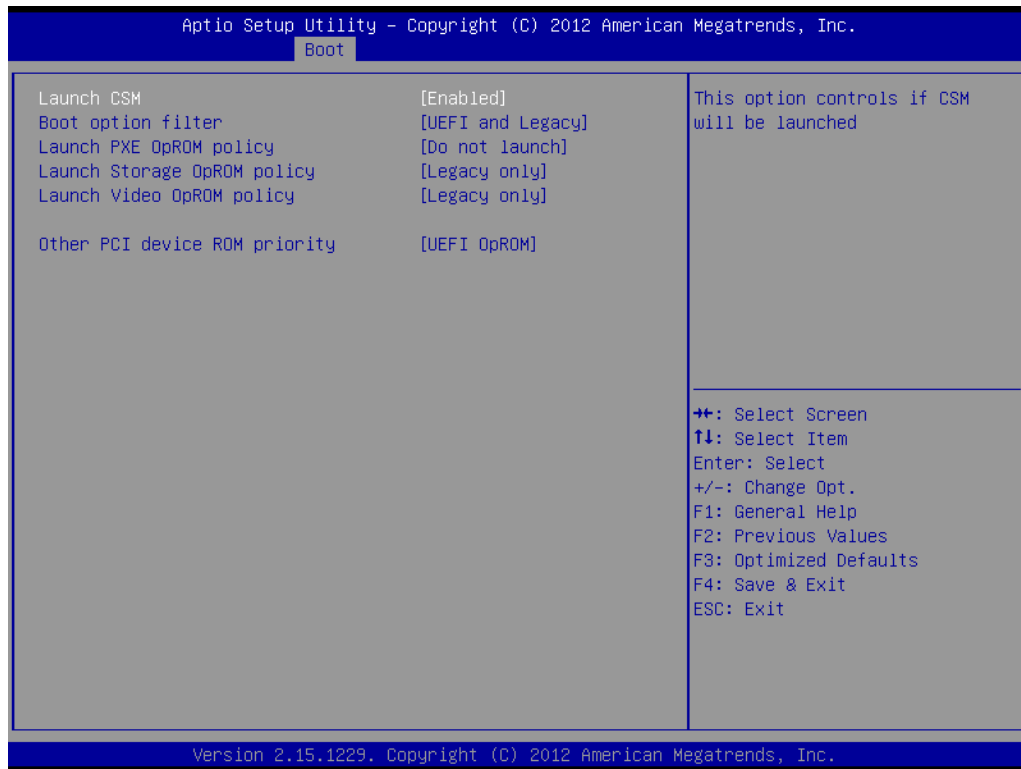 Aptio Setup Utility – Copyright (C) 2012 American Megatrends, Inc.
Boot
Launch CSM [Enabled]
Boot option filter [UEFI and Legacy]
Launch PXE OpROM policy [Do not launch]
Launch Storage OpROM policy [Legacy only]
Launch Video OpROM policy [Legacy only]
Other PCI device ROM priority [UEFI OpROM]
This option controls if CSM
will be launched
→←: Select Screen
↑↓: Select Item
Enter: Select
+/-: Change Opt.
F1: General Help
F2: Previous Values
F3: Optimized Defaults
F4: Save & Exit
ESC: Exit
Version 2.15.1229. Copyright (C) 2012 American Megatrends, Inc.